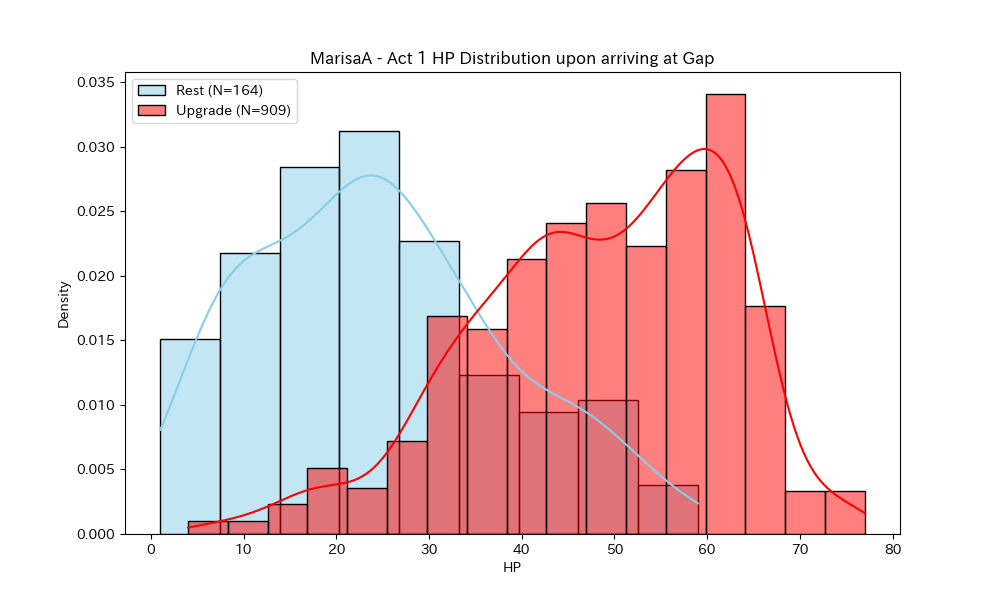 MarisaA - Act 1 HP Distribution upon arriving at Gap
Rest (N=164)
Upgrade (N=909)
Density
0.035
0.030
0.025
0.020
0.015
0.010
0.005
0.000
0 10 20 30 40 50 60 70 80
HP